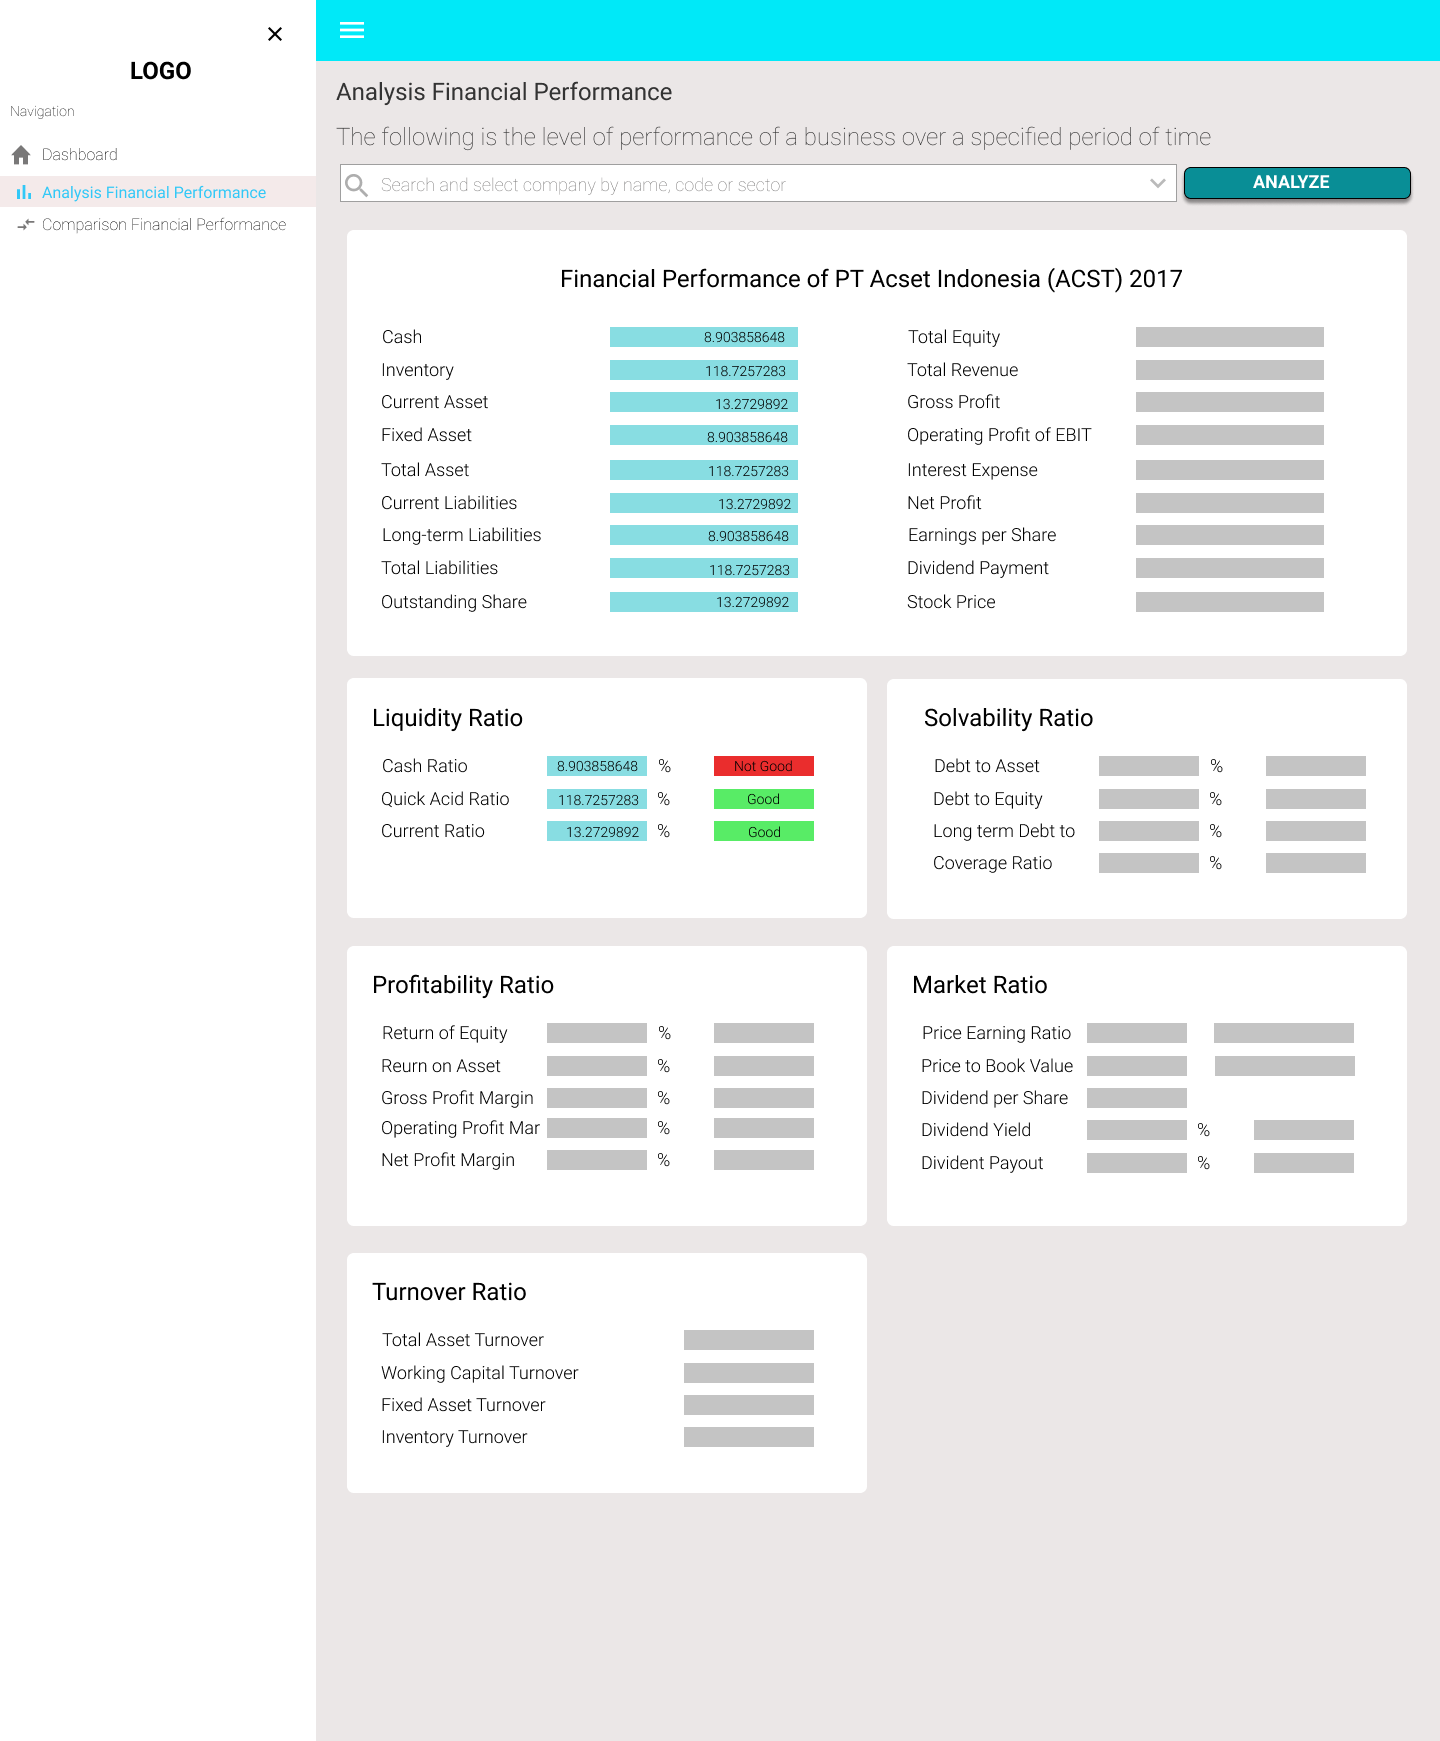 LOGO
Navigation
Dashboard
Analysis Financial Performance
Comparison Financial Performance
Analysis Financial Performance
The following is the level of performance of a business over a specified period of time
Search and select company by name, code or sector
ANALYZE
Financial Performance of PT Acset Indonesia (ACST) 2017
Cash 8.903858648
Inventory 118.7257283
Current Asset 13.2729892
Fixed Asset 8.903858648
Total Asset 118.7257283
Current Liabilities 13.2729892
Long-term Liabilities 8.903858648
Total Liabilities 118.7257283
Outstanding Share 13.2729892
Total Equity
Total Revenue
Gross Profit
Operating Profit of EBIT
Interest Expense
Net Profit
Earnings per Share
Dividend Payment
Stock Price
Liquidity Ratio
Cash Ratio 8.903858648 % Not Good
Quick Acid Ratio 118.7257283 % Good
Current Ratio 13.2729892 % Good
Solvability Ratio
Debt to Asset %
Debt to Equity %
Long term Debt to %
Coverage Ratio %
Profitability Ratio
Return of Equity %
Reurn on Asset %
Gross Profit Margin %
Operating Profit Mar %
Net Profit Margin %
Market Ratio
Price Earning Ratio
Price to Book Value
Dividend per Share
Dividend Yield %
Divident Payout %
Turnover Ratio
Total Asset Turnover
Working Capital Turnover
Fixed Asset Turnover
Inventory Turnover